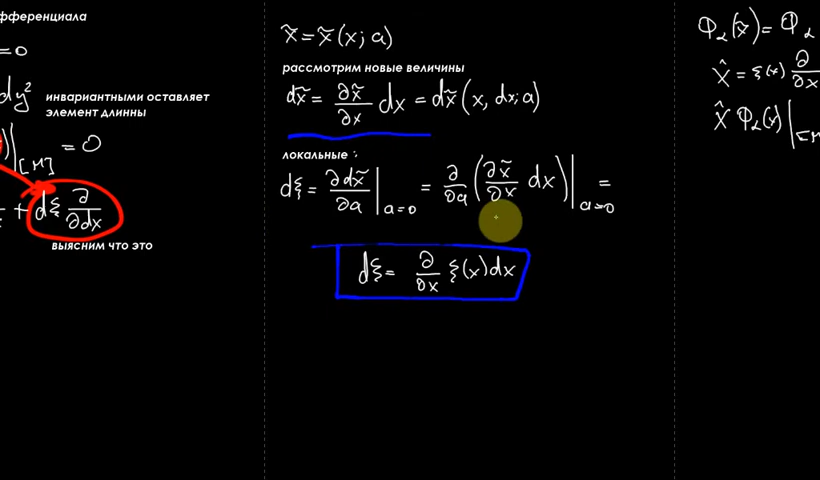 фференциала
= 0
dy²
инвариантными оставляет
элемент длинны
)|[M] = 0
+ dξ ∂/∂dx
выясним что это
x̃ = x̃(x; a)
рассмотрим новые величины
dx̃ = ∂x̃/∂x dx = dx̃(x, dx; a)
локальные :
dξ = ∂dx̃/∂a |a=0 = ∂/∂a (∂x̃/∂x dx)|a=0 =
dξ = ∂/∂x ξ(x)dx
Φα(x̃) = Φα
X̂ = ξ(x) ∂/∂x
X̂ Φα(x)|[M